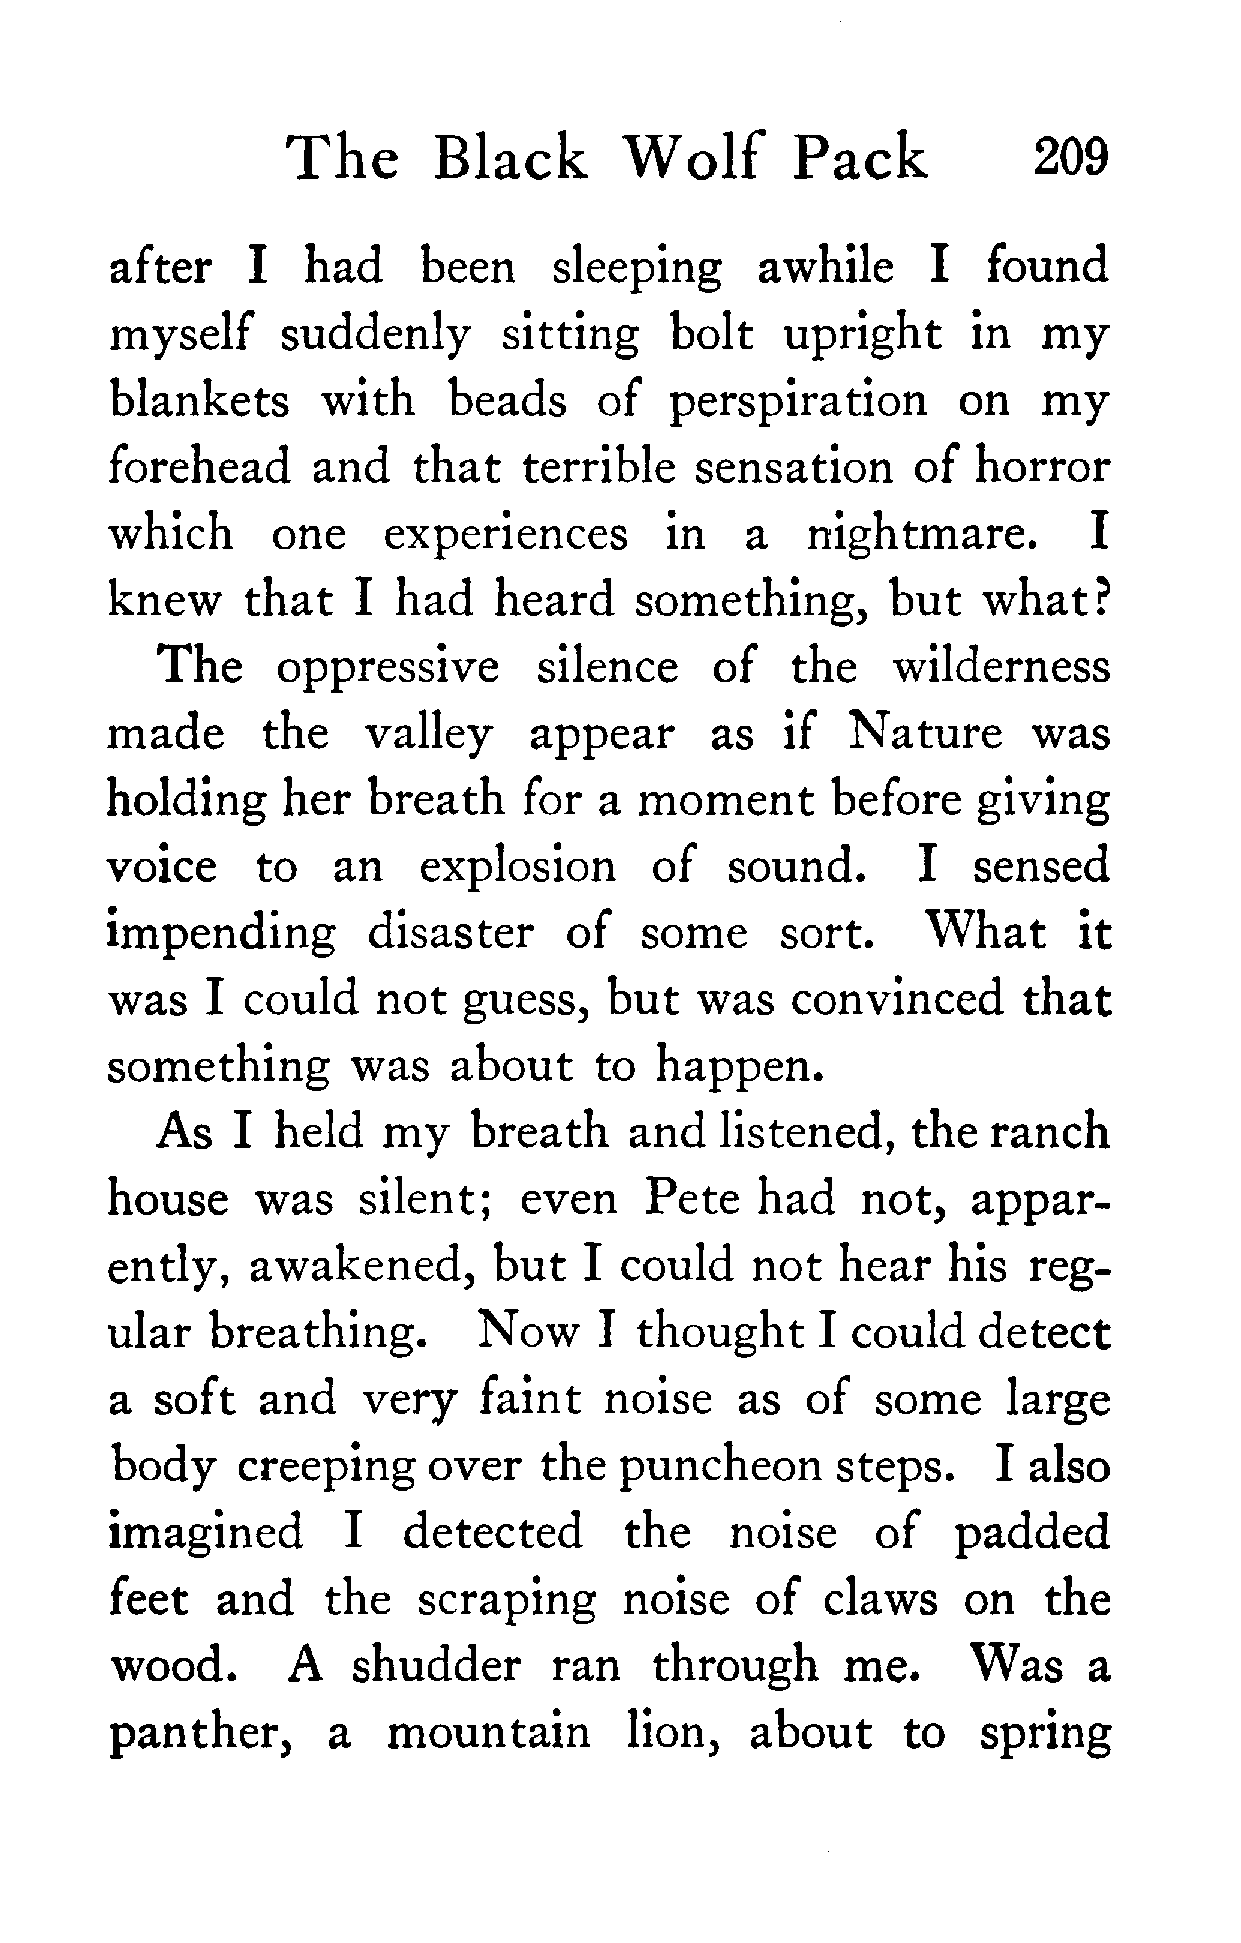 The Black Wolf Pack 209
after I had been sleeping awhile I found
myself suddenly sitting bolt upright in my
blankets with beads of perspiration on my
forehead and that terrible sensation of horror
which one experiences in a nightmare. I
knew that I had heard something, but what?
The oppressive silence of the wilderness
made the valley appear as if Nature was
holding her breath for a moment before giving
voice to an explosion of sound. I sensed
impending disaster of some sort. What it
was I could not guess, but was convinced that
something was about to happen.
As I held my breath and listened, the ranch
house was silent; even Pete had not, appar-
ently, awakened, but I could not hear his reg-
ular breathing. Now I thought I could detect
a soft and very faint noise as of some large
body creeping over the puncheon steps. I also
imagined I detected the noise of padded
feet and the scraping noise of claws on the
wood. A shudder ran through me. Was a
panther, a mountain lion, about to spring